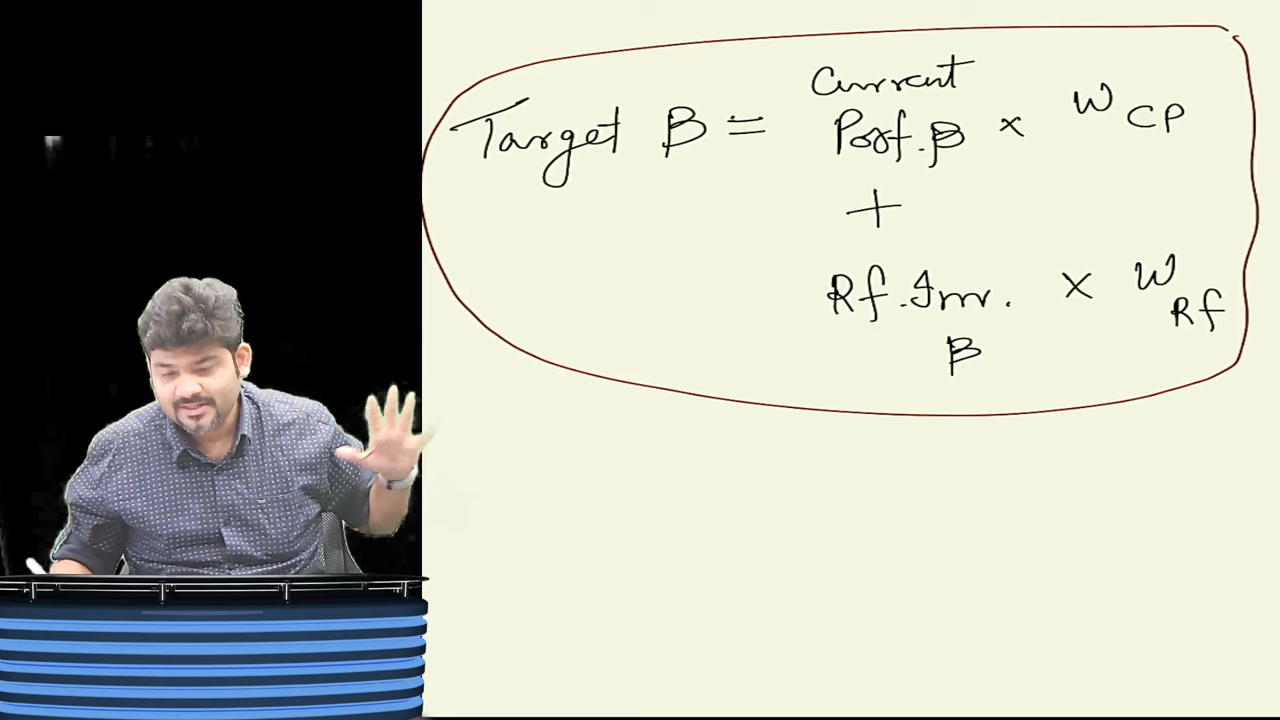 Current
Target β = Portf. β × W CP
+
Rf. Inv. × W Rf
β